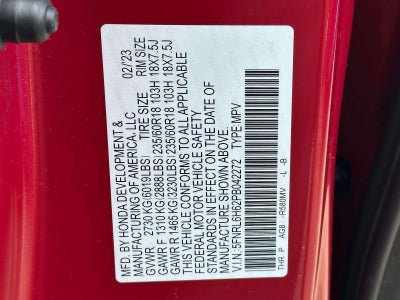 MFD. BY HONDA DEVELOPMENT &
MANUFACTURING OF AMERICA, LLC 02/23
TIRE SIZE RIM SIZE
GVWR 2730 KG(6019LBS)
GAWR F 1310 KG(2888LBS)235/60R18 103H 18X7.5J
GAWR R 1465 KG(3230LBS)235/60R18 103H 18X7.5J
THIS VEHICLE CONFORMS TO ALL APPLICABLE
FEDERAL MOTOR VEHICLE SAFETY
STANDARDS IN EFFECT ON THE DATE OF
MANUFACTURE SHOWN ABOVE.
V.I.N.:5FNRL6H62PB042272 TYPE:MPV
THR P AG8 -R580MV -L -B